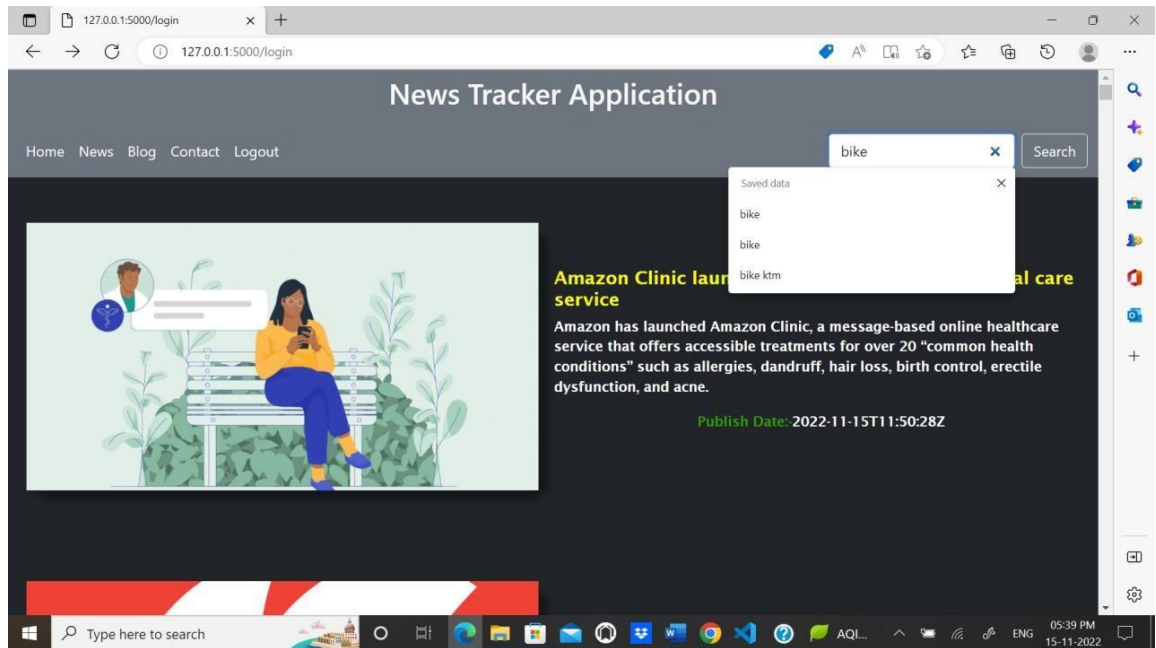 127.0.0.1:5000/login
127.0.0.1:5000/login
News Tracker Application
Home News Blog Contact Logout
bike
Search
Saved data
bike
bike
bike ktm
Amazon Clinic laun
al care
service
Amazon has launched Amazon Clinic, a message-based online healthcare
service that offers accessible treatments for over 20 “common health
conditions” such as allergies, dandruff, hair loss, birth control, erectile
dysfunction, and acne.
Publish Date:-2022-11-15T11:50:28Z
Type here to search
AQI...
ENG
05:39 PM
15-11-2022